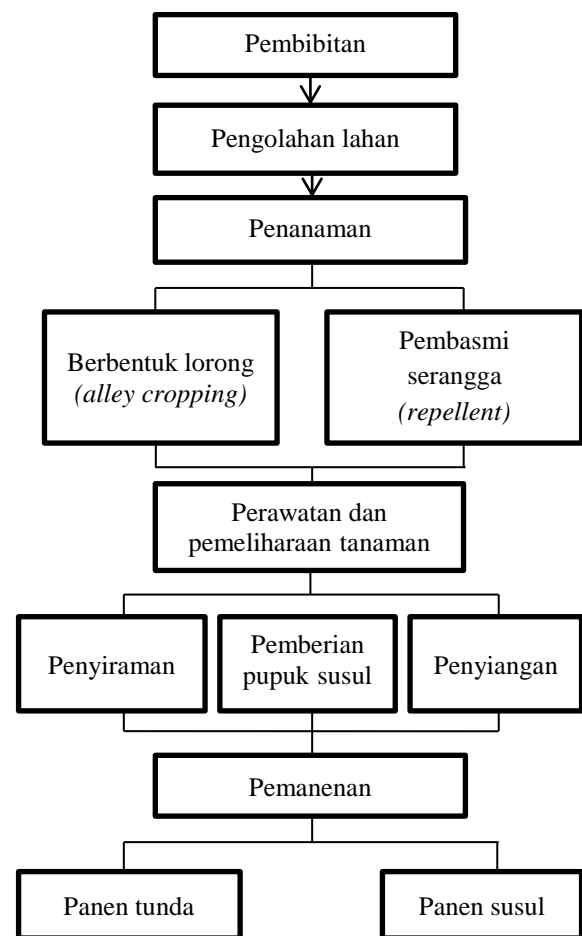 Pembibitan
Pengolahan lahan
Penanaman
Berbentuk lorong
(alley cropping)
Pembasmi
serangga
(repellent)
Perawatan dan
pemeliharaan tanaman
Penyiraman
Pemberian
pupuk susul
Penyiangan
Pemanenan
Panen tunda
Panen susul